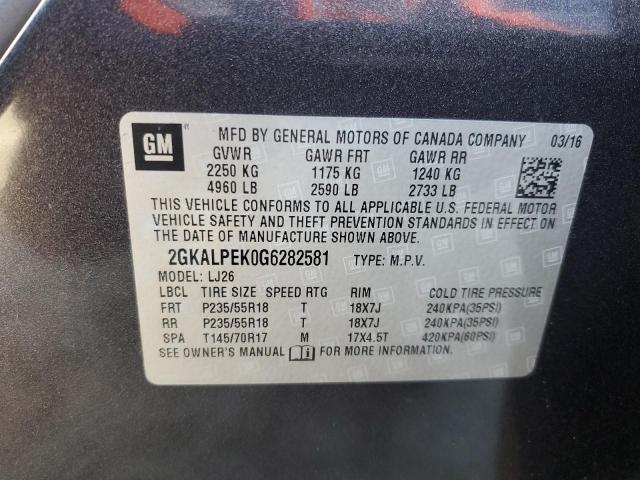 GM ®
MFD BY GENERAL MOTORS OF CANADA COMPANY 03/16
GVWR GAWR FRT GAWR RR
2250 KG 1175 KG 1240 KG
4960 LB 2590 LB 2733 LB
THIS VEHICLE CONFORMS TO ALL APPLICABLE U.S. FEDERAL MOTOR
VEHICLE SAFETY AND THEFT PREVENTION STANDARDS IN EFFECT ON
THE DATE OF MANUFACTURE SHOWN ABOVE.
2GKALPEK0G6282581 TYPE: M.P.V.
MODEL: LJ26
LBCL TIRE SIZE SPEED RTG RIM COLD TIRE PRESSURE
FRT P235/55R18 T 18X7J 240KPA(35PSI)
RR P235/55R18 T 18X7J 240KPA(35PSI)
SPA T145/70R17 M 17X4.5T 420KPA(60PSI)
SEE OWNER'S MANUAL FOR MORE INFORMATION.